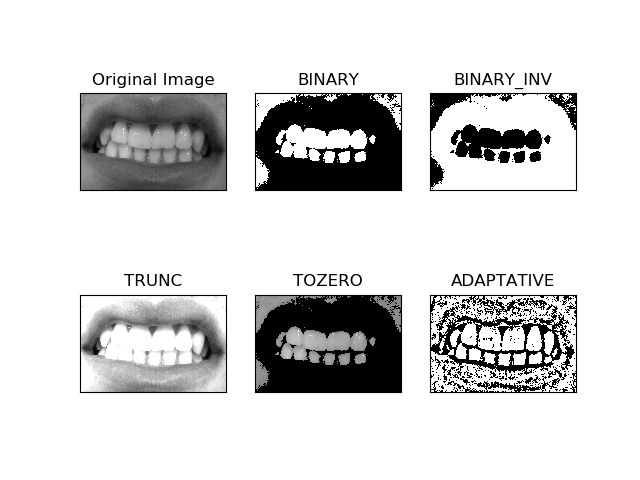 Original Image
BINARY
BINARY_INV
TRUNC
TOZERO
ADAPTATIVE